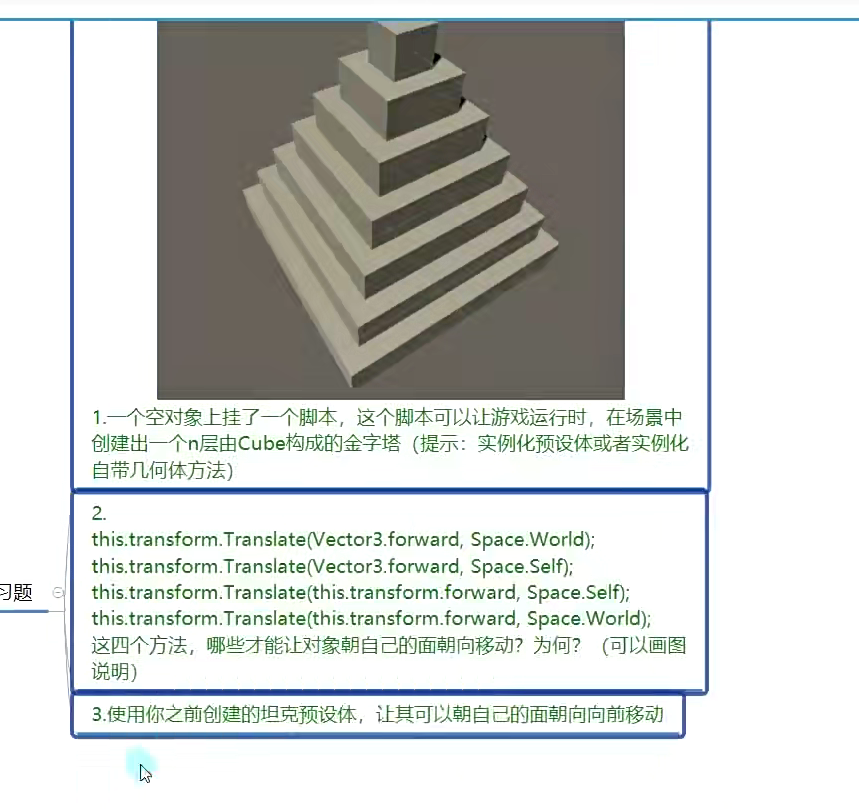 1.一个空对象上挂了一个脚本，这个脚本可以让游戏运行时，在场景中
创建出一个n层由Cube构成的金字塔（提示：实例化预设体或者实例化
自带几何体方法）
2.
this.transform.Translate(Vector3.forward, Space.World);
this.transform.Translate(Vector3.forward, Space.Self);
习题
this.transform.Translate(this.transform.forward, Space.Self);
this.transform.Translate(this.transform.forward, Space.World);
这四个方法，哪些才能让对象朝自己的面朝向移动？为何？（可以画图
说明）
3.使用你之前创建的坦克预设体，让其可以朝自己的面朝向向前移动